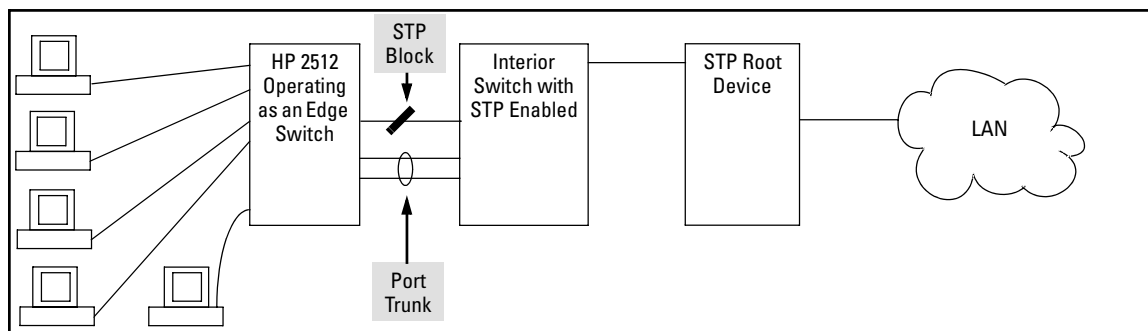 STP
Block
HP 2512
Operating
as an Edge
Switch
Interior
Switch with
STP Enabled
STP Root
Device
LAN
Port
Trunk